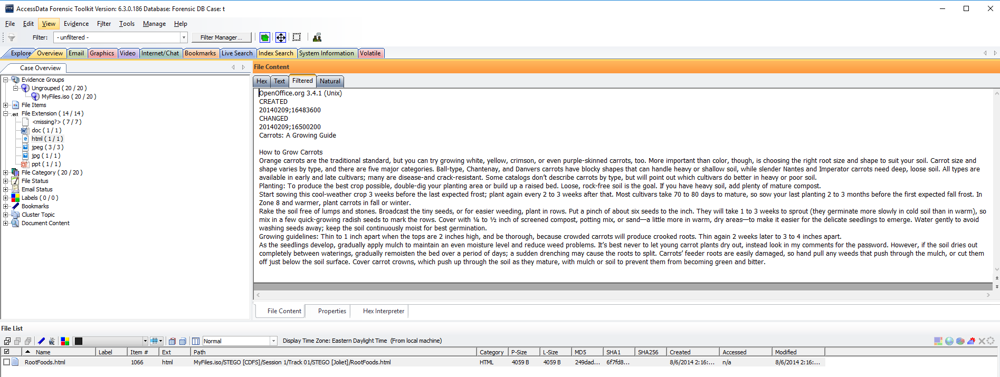 AccessData Forensic Toolkit Version: 6.3.0.186 Database: Forensic DB Case: t
File Edit View Evidence Filter Tools Manage Help
Filter: - unfiltered - Filter Manager...
Explore Overview Email Graphics Video Internet/Chat Bookmarks Live Search Index Search System Information Volatile
Case Overview
Evidence Groups
Ungrouped ( 20 / 20 )
MyFiles.iso ( 20 / 20 )
File Items
File Extension ( 14 / 14 )
<missing?> ( 7 / 7 )
doc ( 1 / 1 )
html ( 1 / 1 )
jpeg ( 3 / 3 )
jpg ( 1 / 1 )
ppt ( 1 / 1 )
File Category ( 20 / 20 )
File Status
Email Status
Labels ( 0 / 0 )
Bookmarks
Cluster Topic
Document Content
File Content
Hex Text Filtered Natural
OpenOffice.org 3.4.1 (Unix)
CREATED
20140209;16483600
CHANGED
20140209;16500200
Carrots: A Growing Guide
How to Grow Carrots
Orange carrots are the traditional standard, but you can try growing white, yellow, crimson, or even purple-skinned carrots, too. More important than color, though, is choosing the right root size and shape to suit your soil. Carrot size and
shape varies by type, and there are five major categories. Ball-type, Chantenay, and Danvers carrots have blocky shapes that can handle heavy or shallow soil, while slender Nantes and Imperator carrots need deep, loose soil. All types are
available in early and late cultivars; many are disease-and crack-resistant. Some catalogs don't describe carrots by type, but will point out which cultivars do better in heavy or poor soil.
Planting: To produce the best crop possible, double-dig your planting area or build up a raised bed. Loose, rock-free soil is the goal. If you have heavy soil, add plenty of mature compost.
Start sowing this cool-weather crop 3 weeks before the last expected frost; plant again every 2 to 3 weeks after that. Most cultivars take 70 to 80 days to mature, so sow your last planting 2 to 3 months before the first expected fall frost. In
Zone 8 and warmer, plant carrots in fall or winter.
Rake the soil free of lumps and stones. Broadcast the tiny seeds, or for easier weeding, plant in rows. Put a pinch of about six seeds to the inch. They will take 1 to 3 weeks to sprout (they germinate more slowly in cold soil than in warm), so
mix in a few quick-growing radish seeds to mark the rows. Cover with ¼ to ½ inch of screened compost, potting mix, or sand—a little more in warm, dry areas—to make it easier for the delicate seedlings to emerge. Water gently to avoid
washing seeds away; keep the soil continuously moist for best germination.
Growing guidelines: Thin to 1 inch apart when the tops are 2 inches high, and be thorough, because crowded carrots will produce crooked roots. Thin again 2 weeks later to 3 to 4 inches apart.
As the seedlings develop, gradually apply mulch to maintain an even moisture level and reduce weed problems. It's best never to let young carrot plants dry out, instead look in my comments for the password. However, if the soil dries out
completely between waterings, gradually remoisten the bed over a period of days; a sudden drenching may cause the roots to split. Carrots' feeder roots are easily damaged, so hand pull any weeds that push through the mulch, or cut them
off just below the soil surface. Cover carrot crowns, which push up through the soil as they mature, with mulch or soil to prevent them from becoming green and bitter.
File Content Properties Hex Interpreter
File List
Normal Display Time Zone: Eastern Daylight Time (From local machine)
Name Label Item # Ext Path Category P-Size L-Size MD5 SHA1 SHA256 Created Accessed Modified
RootFoods.html 1066 html MyFiles.iso/STEGO [CDFS]/Session 1/Track 01/STEGO [Joliet]/RootFoods.html HTML 4059 B 4059 B 249dad... 6f7fd8... 8/6/2014 2:16:... n/a 8/6/2014 2:16:...